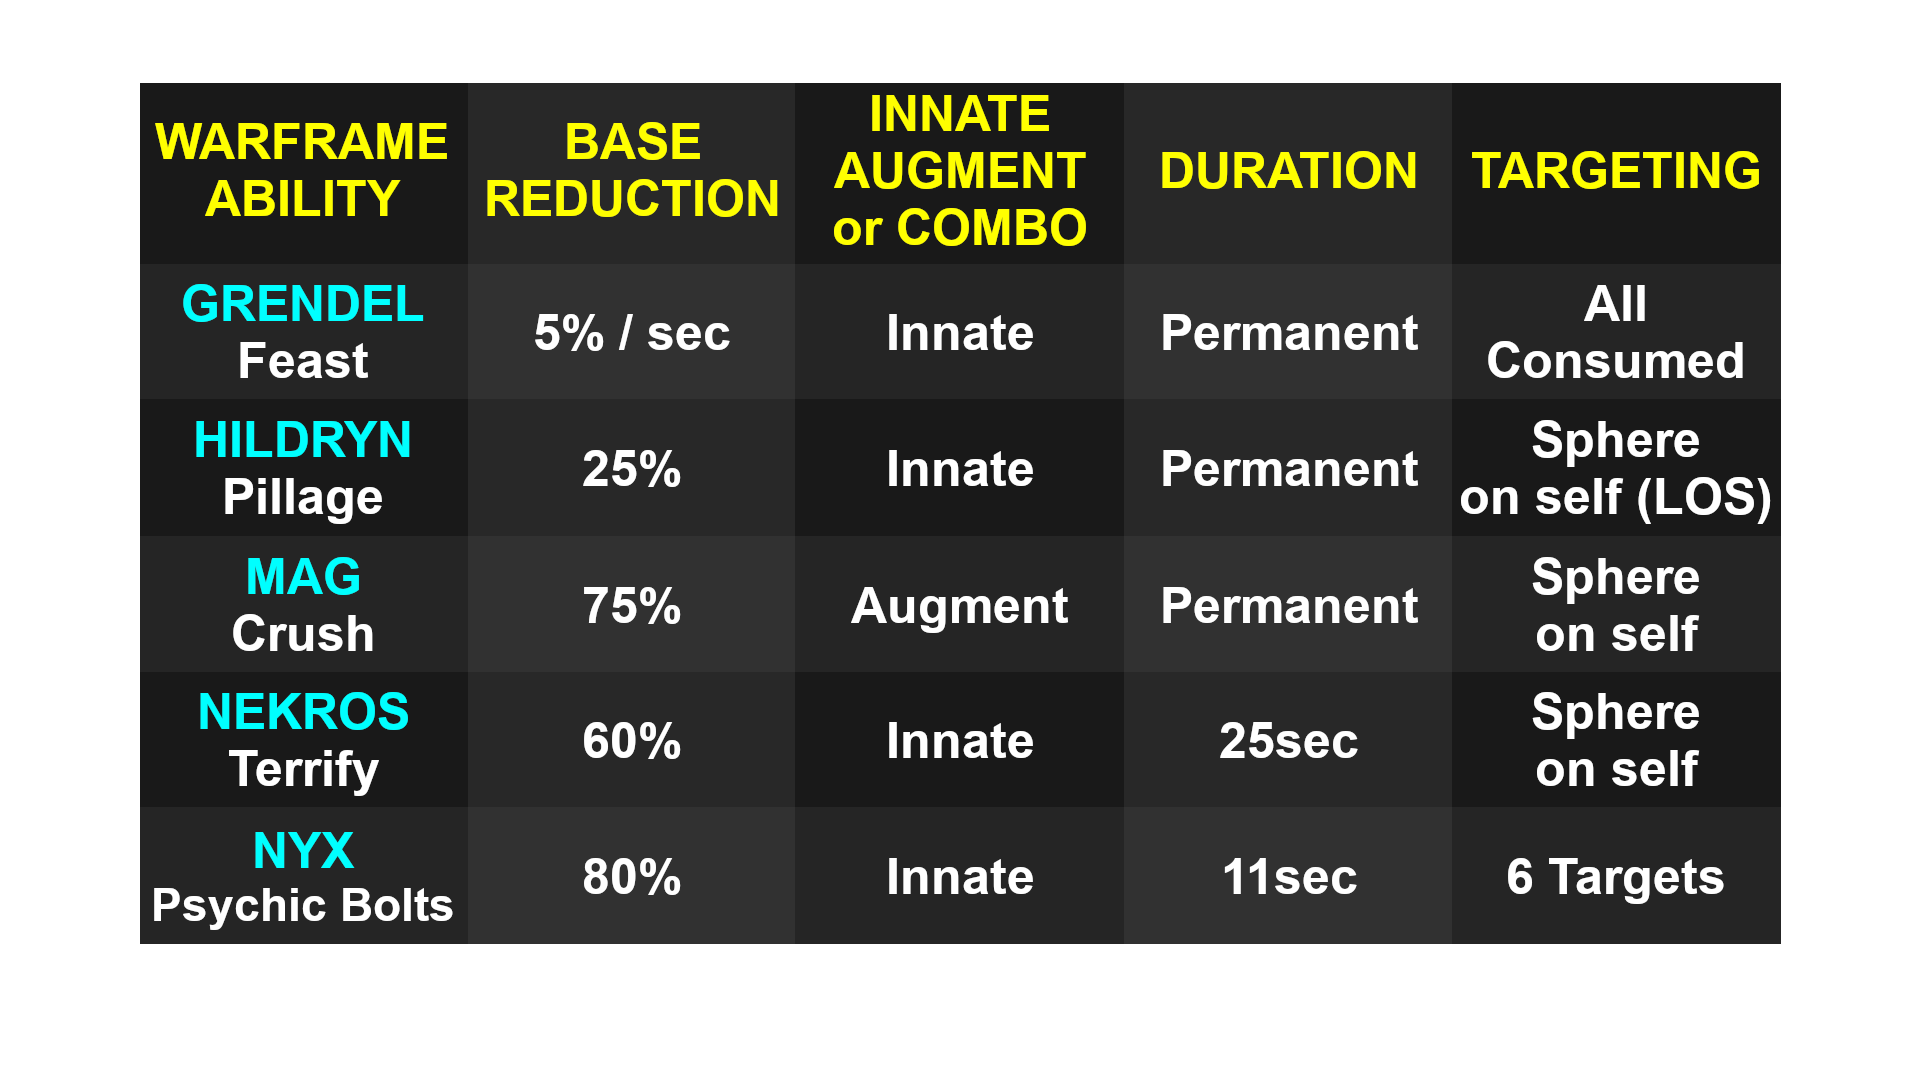 WARFRAME
ABILITY
BASE
REDUCTION
INNATE
AUGMENT
or COMBO
DURATION
TARGETING
GRENDEL
Feast
5% / sec
Innate
Permanent
All
Consumed
HILDRYN
Pillage
25%
Innate
Permanent
Sphere
on self (LOS)
MAG
Crush
75%
Augment
Permanent
Sphere
on self
NEKROS
Terrify
60%
Innate
25sec
Sphere
on self
NYX
Psychic Bolts
80%
Innate
11sec
6 Targets